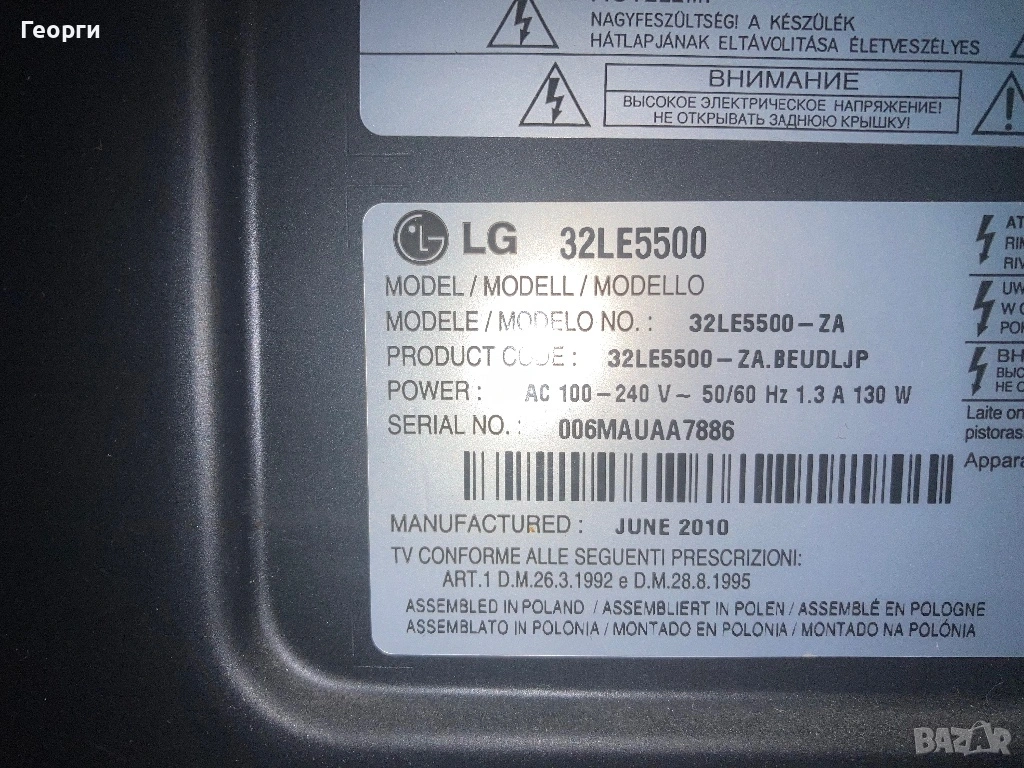 Георги
NAGYFESZÜLTSÉG! A KÉSZÜLÉK
HÁTLAPJÁNAK ELTÁVOLITÁSA ÉLETVESZÉLYES
ВНИМАНИЕ
ВЫСОКОЕ ЭЛЕКТРИЧЕСКОЕ НАПРЯЖЕНИЕ!
НЕ ОТКРЫВАТЬ ЗАДНЮЮ КРЫШКУ!
LG 32LE5500
MODEL / MODELL / MODELLO
MODELE / MODELO NO. : 32LE5500-ZA
PRODUCT CODE : 32LE5500-ZA.BEUDLJP
POWER : AC 100-240 V~ 50/60 Hz 1.3 A 130 W
SERIAL NO. : 006MAUAA7886
MANUFACTURED : JUNE 2010
TV CONFORME ALLE SEGUENTI PRESCRIZIONI:
ART.1 D.M.26.3.1992 e D.M.28.8.1995
ASSEMBLED IN POLAND / ASSEMBLIERT IN POLEN / ASSEMBLÉ EN POLOGNE
ASSEMBLATO IN POLONIA / MONTADO EN POLONIA / MONTADO NA POLÓNIA
Laite
pistoras
BAZAR